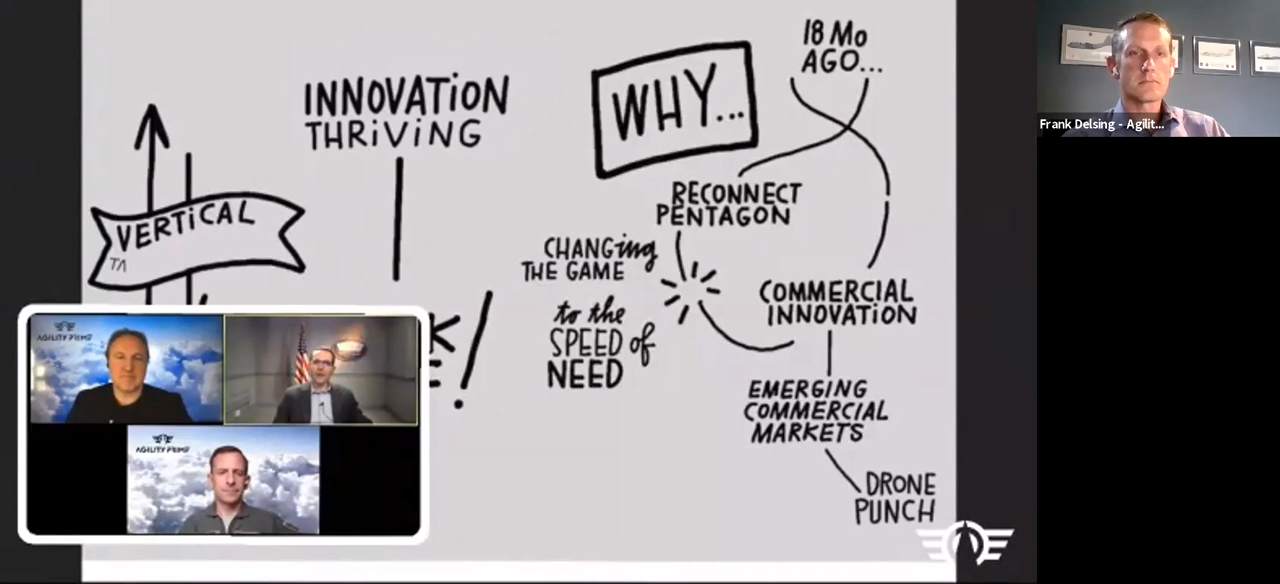 INNOVATION
THRIVING
VERTICAL
WHY...
18 MO
AGO...
RECONNECT
PENTAGON
CHANGING
THE GAME
to the
SPEED of
NEED
COMMERCIAL
INNOVATION
EMERGING
COMMERCIAL
MARKETS
DRONE
PUNCH
AGILITY PRIME
AGILITY PRIME
Frank Delsing - Agilit...